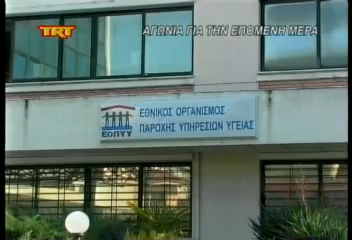 TRT
ΑΓΩΝΙΑ ΓΙΑ ΤΗΝ ΕΠΟΜΕΝΗ ΜΕΡΑ
ΕΟΠΥΥ
ΕΘΝΙΚΟΣ ΟΡΓΑΝΙΣΜΟΣ
ΠΑΡΟΧΗΣ ΥΠΗΡΕΣΙΩΝ ΥΓΕΙΑΣ